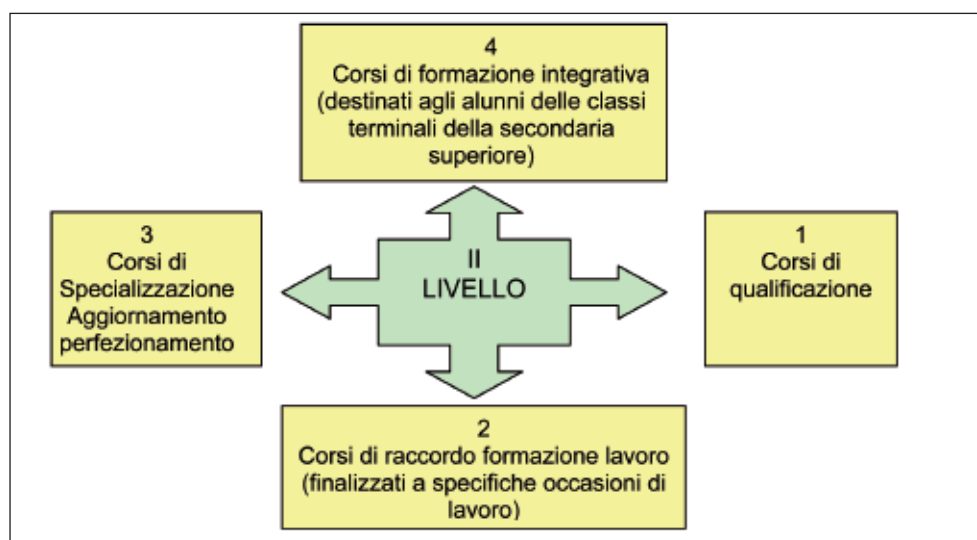 4
Corsi di formazione integrativa
(destinati agli alunni delle classi
terminali della secondaria
superiore)
3
Corsi di
Specializzazione
Aggiornamento
perfezionamento
II
LIVELLO
1
Corsi di
qualificazione
2
Corsi di raccordo formazione lavoro
(finalizzati a specifiche occasioni di
lavoro)